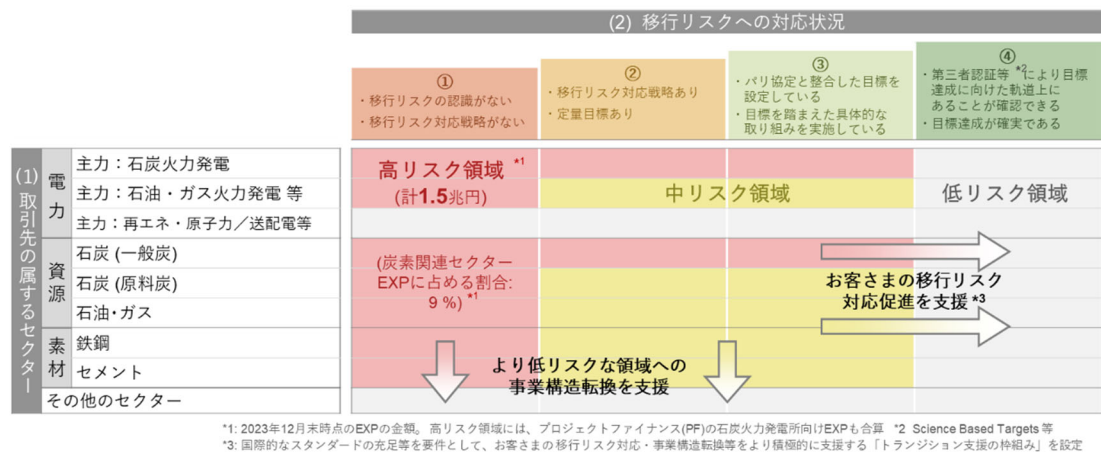 (2) 移行リスクへの対応状況
①
・移行リスクの認識がない
・移行リスク対応戦略がない
②
・移行リスク対応戦略あり
・定量目標あり
③
・パリ協定と整合した目標を
設定している
・目標を踏まえた具体的な
取り組みを実施している
④
・第三者認証等 *2により目標
達成に向けた軌道上に
あることが確認できる
・目標達成が確実である
(1) 取引先の属するセクター
電力
主力：石炭火力発電
主力：石油・ガス火力発電 等
主力：再エネ・原子力／送配電等
資源
石炭 (一般炭)
石炭 (原料炭)
石油・ガス
素材
鉄鋼
セメント
その他のセクター
高リスク領域 *1
(計1.5兆円)
中リスク領域
低リスク領域
(炭素関連セクター
EXPに占める割合:
9 %) *1
お客さまの移行リスク
対応促進を支援 *3
より低リスクな領域への
事業構造転換を支援
*1: 2023年12月末時点のEXPの金額。 高リスク領域には、プロジェクトファイナンス(PF)の石炭火力発電所向けEXPも合算 *2 Science Based Targets 等
*3: 国際的なスタンダードの充足等を要件として、お客さまの移行リスク対応・事業構造転換等をより積極的に支援する「トランジション支援の枠組み」を設定